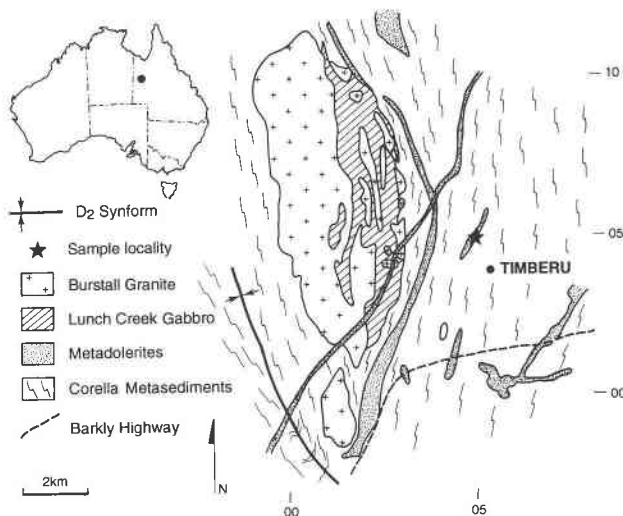 10
D2 Synform
Sample locality
Burstall Granite
Lunch Creek Gabbro
Metadolerites
Corella Metasediments
Barkly Highway
2km
N
05
TIMBERU
00
00
05